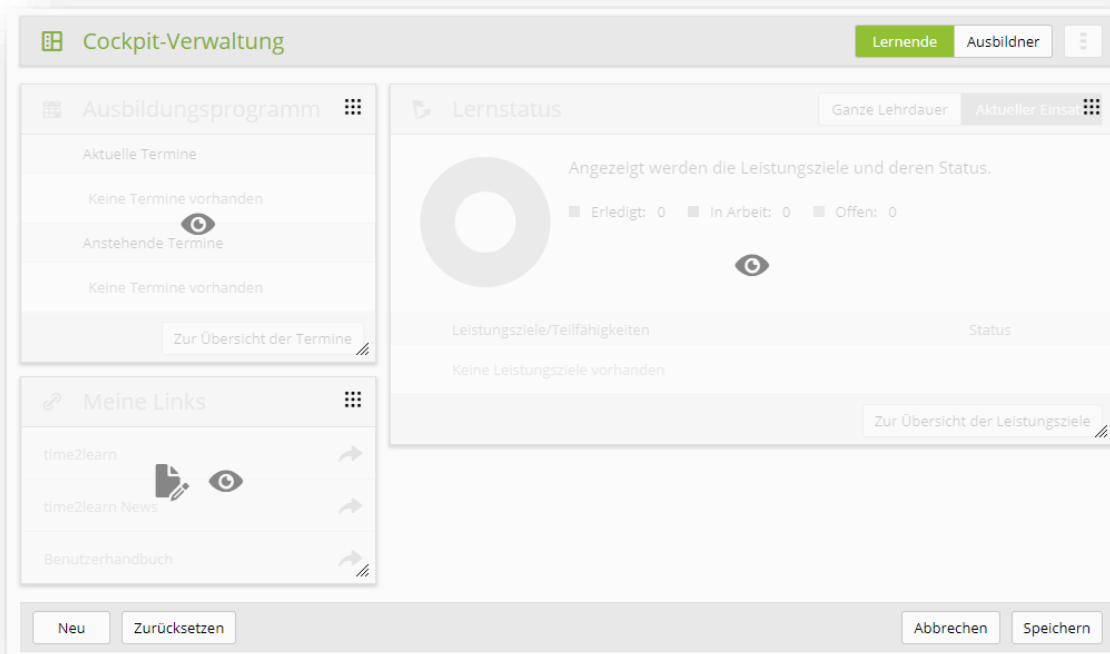 Cockpit-Verwaltung
Lernende
Ausbildner
Ausbildungsprogramm
Aktuelle Termine
Keine Termine vorhanden
Anstehende Termine
Keine Termine vorhanden
Zur Übersicht der Termine
Lernstatus
Ganze Lehrdauer
Aktueller Einsat
Angezeigt werden die Leistungsziele und deren Status.
Erledigt: 0 In Arbeit: 0 Offen: 0
Leistungsziele/Teilfähigkeiten Status
Keine Leistungsziele vorhanden
Zur Übersicht der Leistungsziele
Meine Links
time2learn
time2learn News
Benutzerhandbuch
Neu
Zurücksetzen
Abbrechen
Speichern